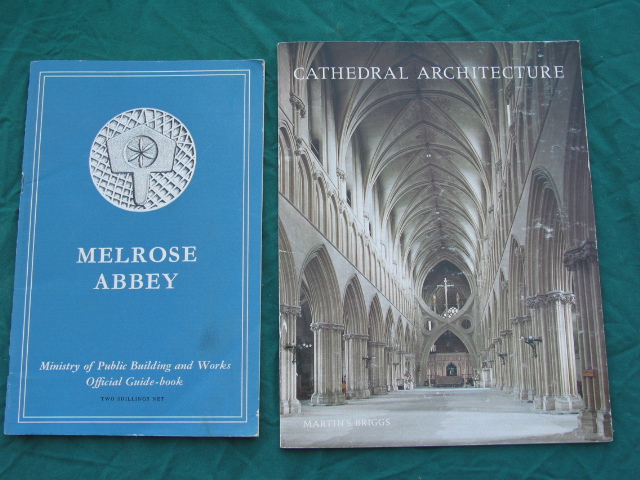 MELROSE
ABBEY
Ministry of Public Building and Works
Official Guide-book
TWO SHILLINGS NET
CATHEDRAL ARCHITECTURE
MARTIN S BRIGGS